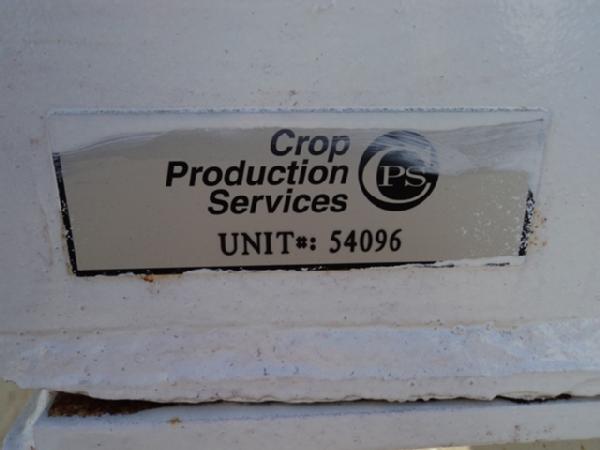 Crop
Production
Services
CPS
UNIT#: 54096